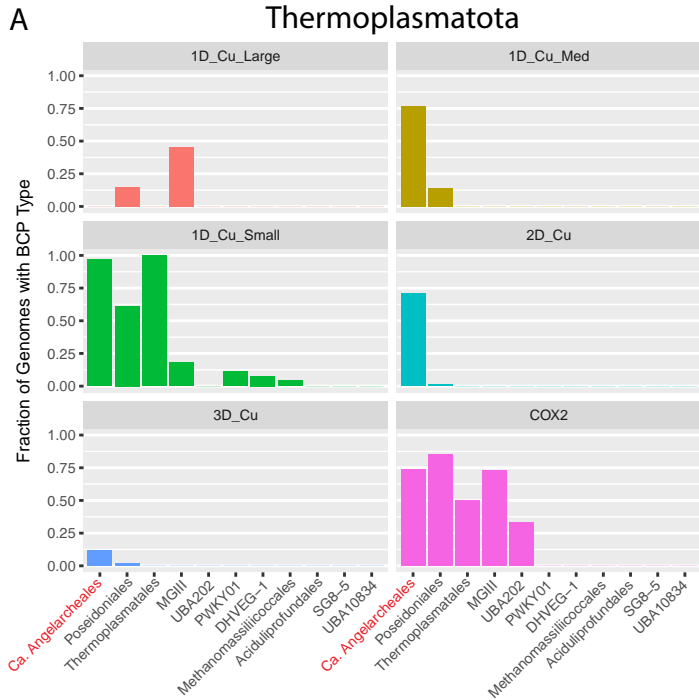 A
Thermoplasmatota
Fraction of Genomes with BCP Type
1D_Cu_Large
1D_Cu_Med
1.00
0.75
0.50
0.25
0.00
1D_Cu_Small
2D_Cu
1.00
0.75
0.50
0.25
0.00
3D_Cu
COX2
1.00
0.75
0.50
0.25
0.00
Ca. Angelarcheales
Poseidoniales
Thermoplasmatales
MGIII
UBA202
PWKY01
DHVEG−1
Methanomassiliicoccales
Aciduliprofundales
SG8−5
UBA10834
Ca. Angelarcheales
Poseidoniales
Thermoplasmatales
MGIII
UBA202
PWKY01
DHVEG−1
Methanomassiliicoccales
Aciduliprofundales
SG8−5
UBA10834